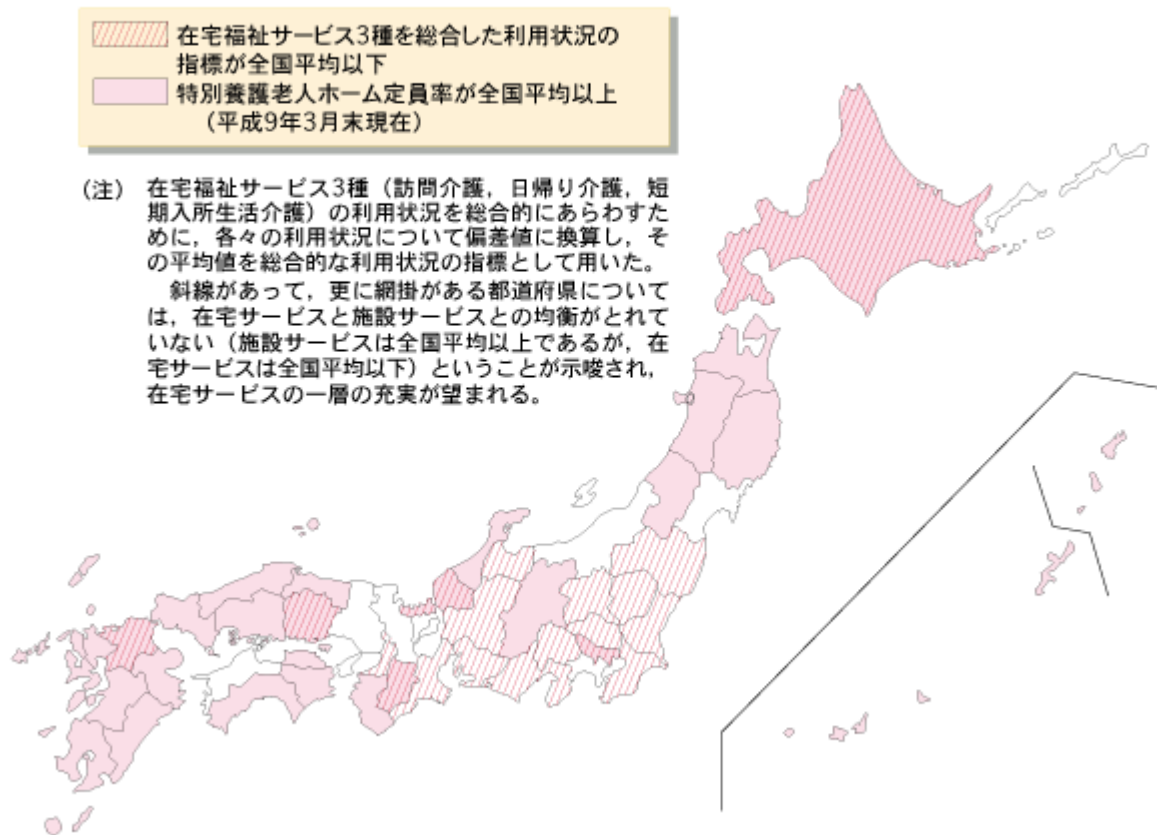 在宅福祉サービス3種を総合した利用状況の
指標が全国平均以下
特別養護老人ホーム定員率が全国平均以上
（平成9年3月末現在）
（注） 在宅福祉サービス3種（訪問介護，日帰り介護，短
期入所生活介護）の利用状況を総合的にあらわすた
めに，各々の利用状況について偏差値に換算し，そ
の平均値を総合的な利用状況の指標として用いた。
斜線があって，更に網掛がある都道府県について
は，在宅サービスと施設サービスとの均衡がとれて
いない（施設サービスは全国平均以上であるが，在
宅サービスは全国平均以下）ということが示唆され，
在宅サービスの一層の充実が望まれる。